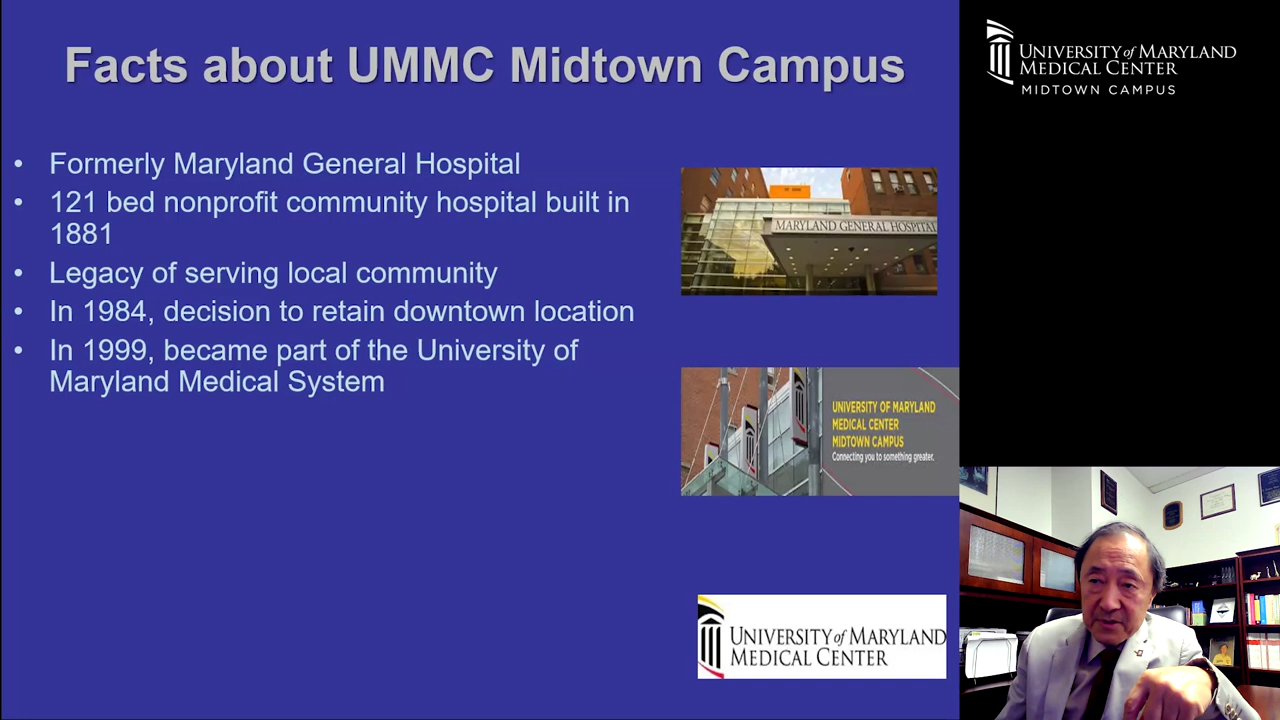 Facts about UMMC Midtown Campus
• Formerly Maryland General Hospital
• 121 bed nonprofit community hospital built in
1881
• Legacy of serving local community
• In 1984, decision to retain downtown location
• In 1999, became part of the University of
Maryland Medical System
MARYLAND GENERAL HOSPITAL
UNIVERSITY OF MARYLAND
MEDICAL CENTER
MIDTOWN CAMPUS
Connecting you to something greater.
UNIVERSITY of MARYLAND
MEDICAL CENTER
UNIVERSITY of MARYLAND
MEDICAL CENTER
MIDTOWN CAMPUS